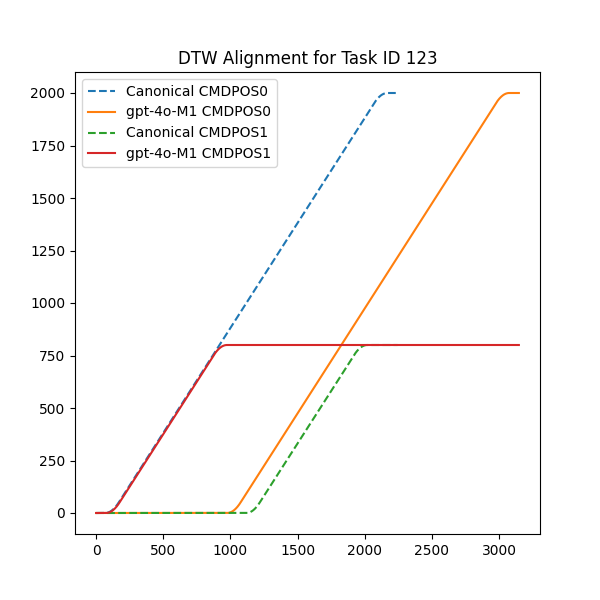 DTW Alignment for Task ID 123
Canonical CMDPOS0
gpt-4o-M1 CMDPOS0
Canonical CMDPOS1
gpt-4o-M1 CMDPOS1
2000
1750
1500
1250
1000
750
500
250
0
0 500 1000 1500 2000 2500 3000